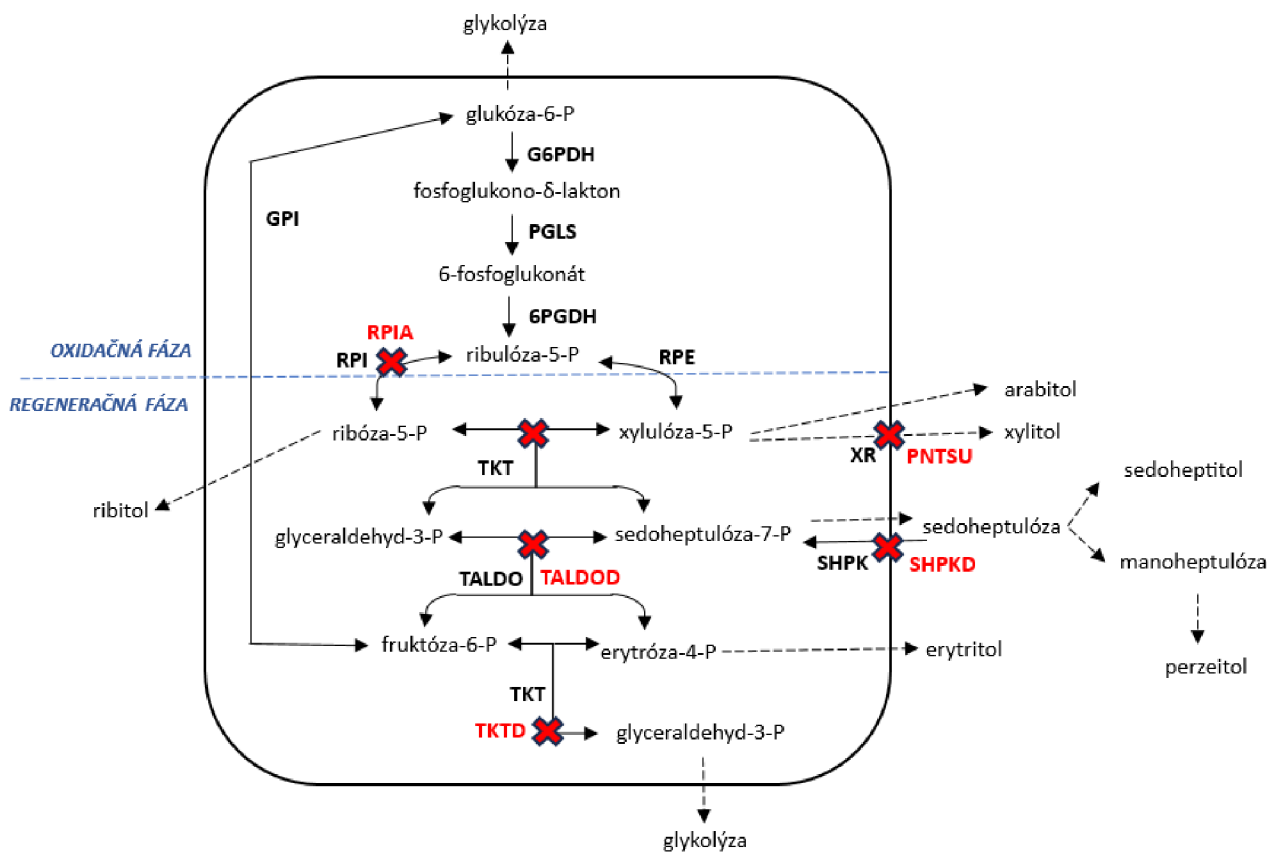 glykolýza
glukóza-6-P
G6PDH
fosfoglukono-δ-lakton
GPI
PGLS
6-fosfoglukonát
6PGDH
RPIA
OXIDAČNÁ FÁZA
RPI
ribulóza-5-P
RPE
REGENERAČNÁ FÁZA
arabitol
ribóza-5-P
xylulóza-5-P
xylitol
XR
PNTSU
TKT
sedoheptitol
ribitol
glyceraldehyd-3-P
sedoheptulóza-7-P
sedoheptulóza
SHPK
SHPKD
manoheptulóza
TALDO
TALDOD
fruktóza-6-P
erytróza-4-P
erytritol
perzeitol
TKT
TKTD
glyceraldehyd-3-P
glykolýza